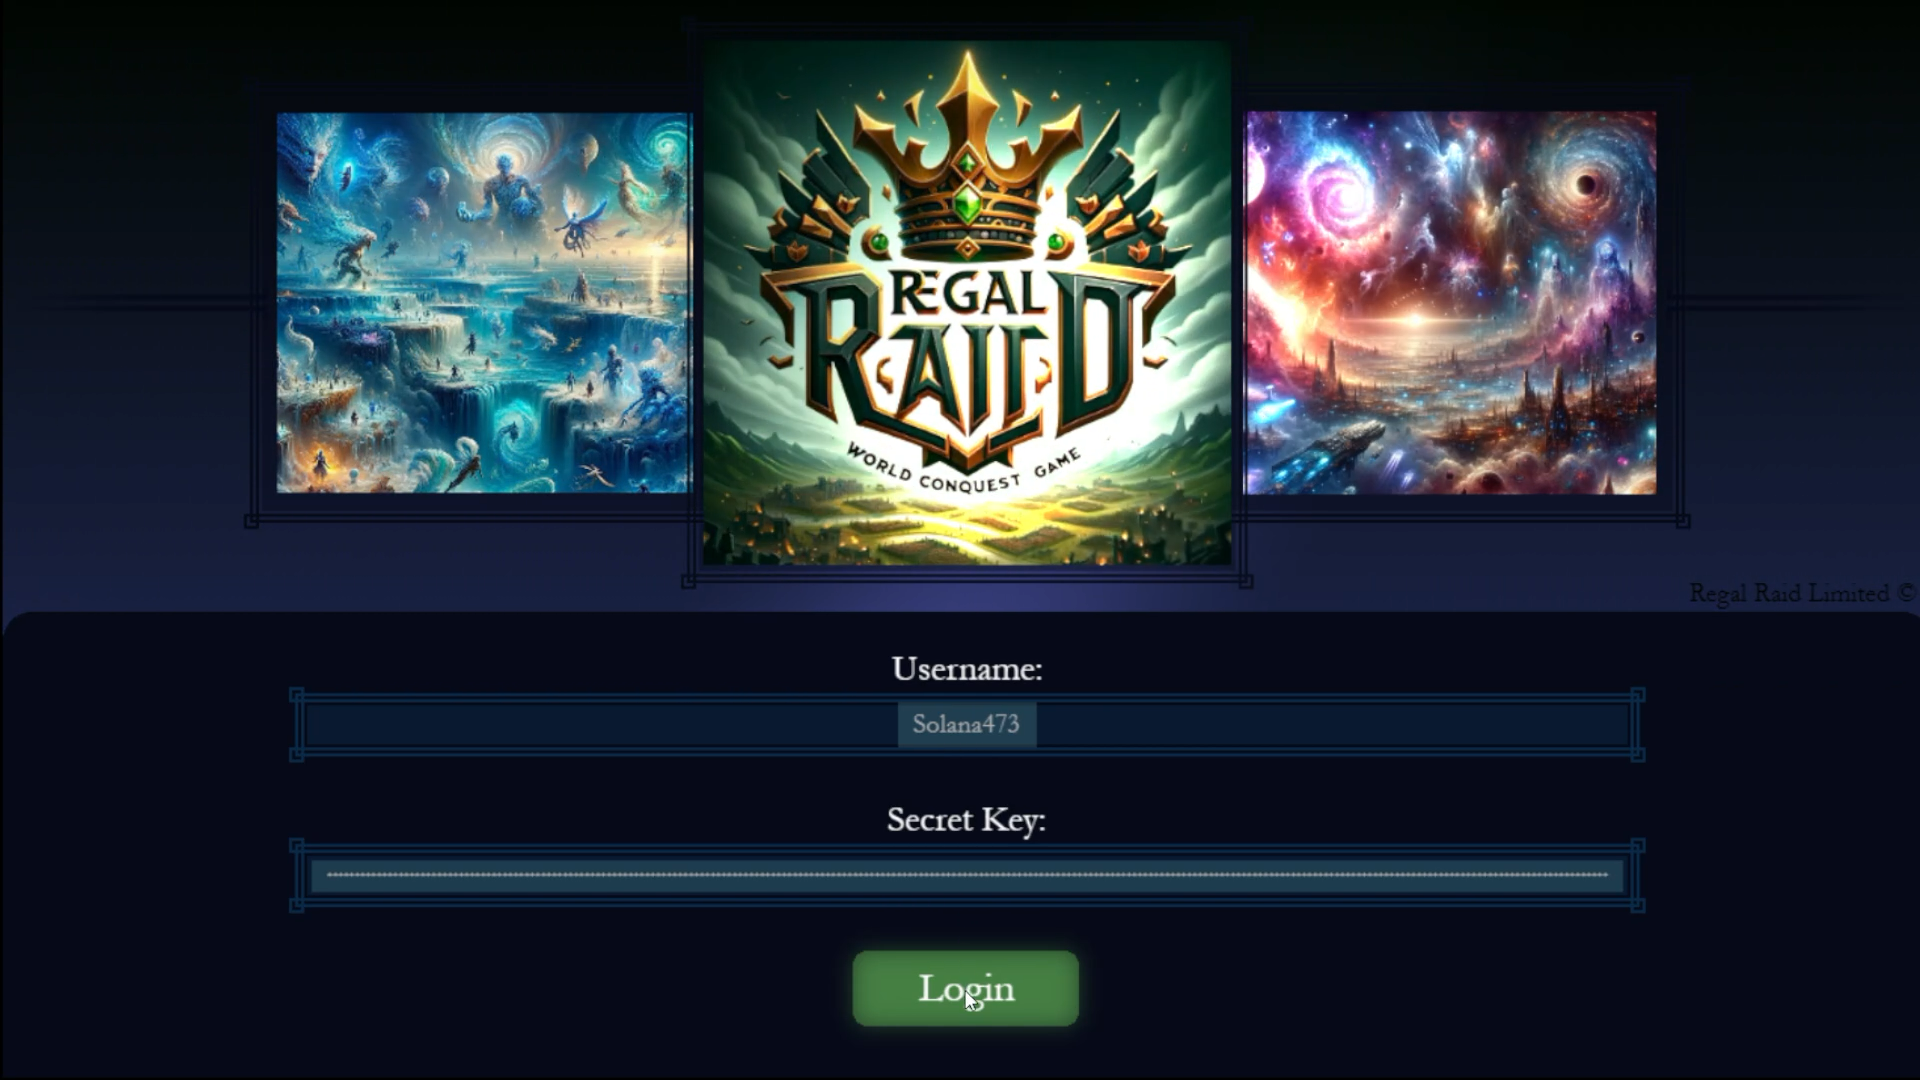 REGAL
RAID
WORLD CONQUEST GAME
Regal Raid Limited ©
Username:
Solana473
Secret Key:
Login